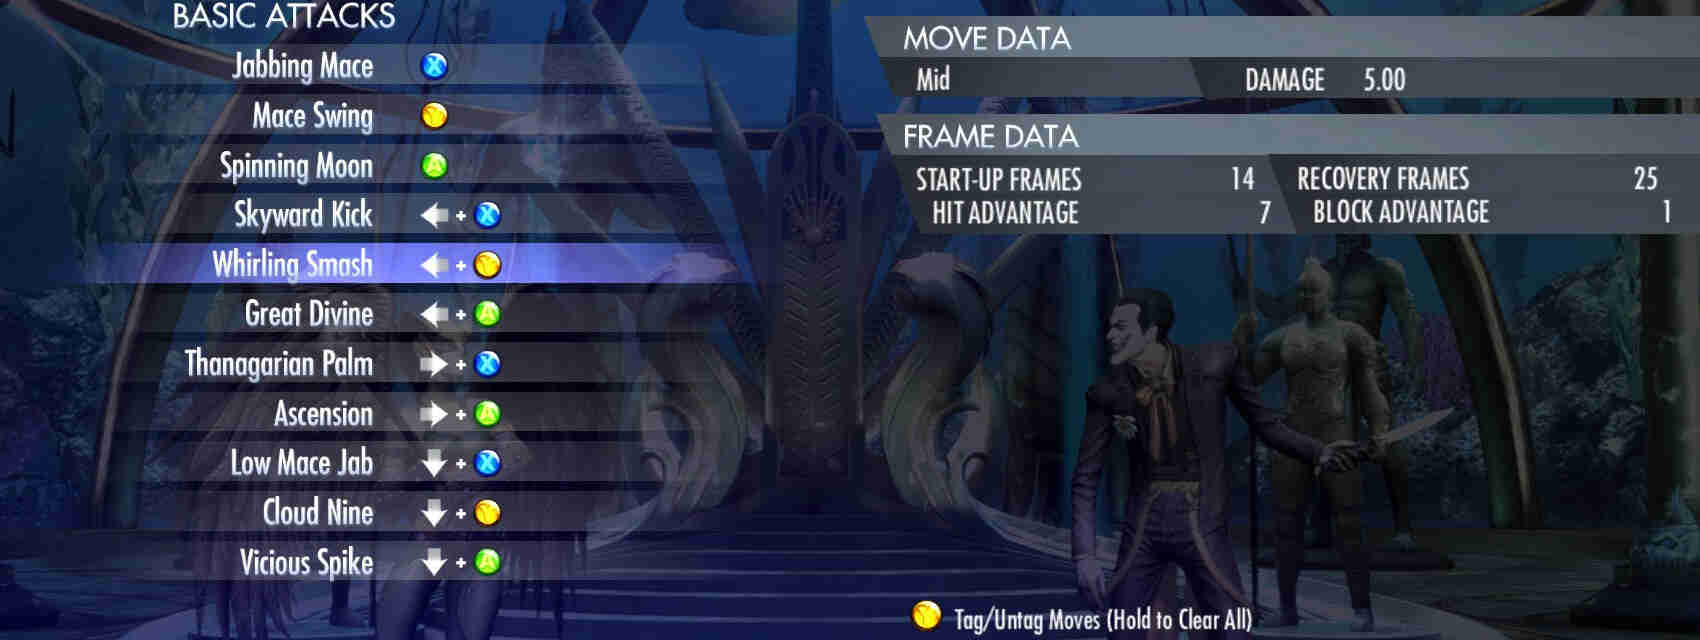 BASIC ATTACKS
Jabbing Mace X
Mace Swing Y
Spinning Moon A
Skyward Kick + X
Whirling Smash + Y
Great Divine + A
Thanagarian Palm + X
Ascension + A
Low Mace Jab + X
Cloud Nine + Y
Vicious Spike + A
MOVE DATA
Mid DAMAGE 5.00
FRAME DATA
START-UP FRAMES 14 RECOVERY FRAMES 25
HIT ADVANTAGE 7 BLOCK ADVANTAGE 1
Y Tag/Untag Moves (Hold to Clear All)